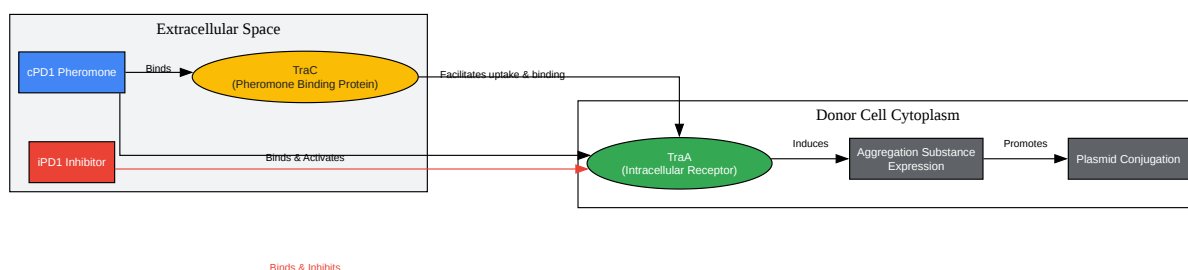 Extracellular Space
cPD1 Pheromone
Binds
TraC
(Pheromone Binding Protein)
Facilitates uptake & binding
Donor Cell Cytoplasm
iPD1 Inhibitor
Binds & Activates
TraA
(Intracellular Receptor)
Induces
Aggregation Substance
Expression
Promotes
Plasmid Conjugation
Binds & Inhibits